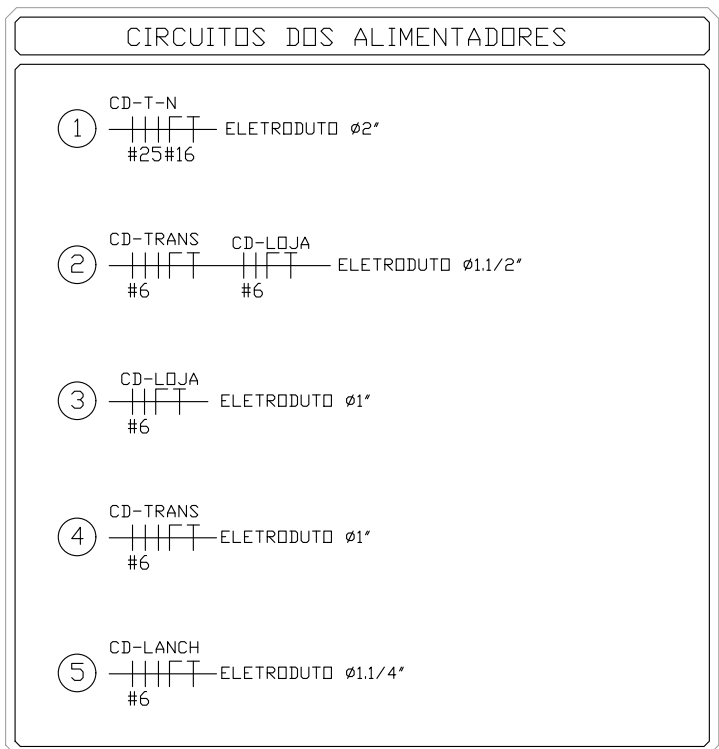 CIRCUITOS DOS ALIMENTADORES
CD-T-N
1 ELETRODUTO Ø2"
#25#16
CD-TRANS CD-LOJA
2 ELETRODUTO Ø1.1/2"
#6 #6
CD-LOJA
3 ELETRODUTO Ø1"
#6
CD-TRANS
4 ELETRODUTO Ø1"
#6
CD-LANCH
5 ELETRODUTO Ø1.1/4"
#6